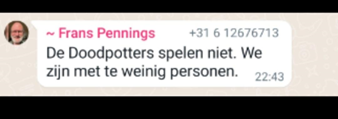 ~ Frans Pennings +31 6 12676713
De Doodpotters spelen niet. We
zijn met te weinig personen. 22:43